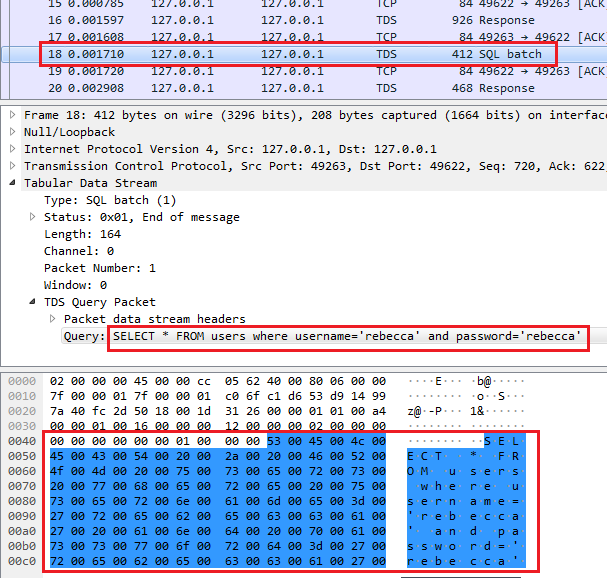 15 0.000785 127.0.0.1 127.0.0.1 TCP 84 49622 → 49263 [ACK
16 0.001597 127.0.0.1 127.0.0.1 TDS 926 Response
17 0.001608 127.0.0.1 127.0.0.1 TCP 84 49263 → 49622 [ACK]
18 0.001710 127.0.0.1 127.0.0.1 TDS 412 SQL batch
19 0.001720 127.0.0.1 127.0.0.1 TCP 84 49622 → 49263 [ACK]
20 0.002908 127.0.0.1 127.0.0.1 TDS 468 Response
Frame 18: 412 bytes on wire (3296 bits), 208 bytes captured (1664 bits) on interfac
Null/Loopback
Internet Protocol Version 4, Src: 127.0.0.1, Dst: 127.0.0.1
Transmission Control Protocol, Src Port: 49263, Dst Port: 49622, Seq: 720, Ack: 622,
Tabular Data Stream
Type: SQL batch (1)
Status: 0x01, End of message
Length: 164
Channel: 0
Packet Number: 1
Window: 0
TDS Query Packet
Packet data stream headers
Query: SELECT * FROM users where username='rebecca' and password='rebecca'
0000 02 00 00 00 45 00 00 cc 05 62 40 00 80 06 00 00 ····E··· ·b@·····
0010 7f 00 00 01 7f 00 00 01 c0 6f c1 d6 53 d9 14 99 ········ ·o··S···
0020 7a 40 fc 2d 50 18 00 1d 31 26 00 00 01 01 00 a4 z@·-P··· 1&······
0030 00 00 01 00 16 00 00 00 12 00 00 00 02 00 00 00 ········ ········
0040 00 00 00 00 00 00 01 00 00 00 53 00 45 00 4c 00 ········ ··S·E·L·
0050 45 00 43 00 54 00 20 00 2a 00 20 00 46 00 52 00 E·C·T· · *· ·F·R·
0060 4f 00 4d 00 20 00 75 00 73 00 65 00 72 00 73 00 O·M· ·u· s·e·r·s·
0070 20 00 77 00 68 00 65 00 72 00 65 00 20 00 75 00  ·w·h·e· r·e· ·u·
0080 73 00 65 00 72 00 6e 00 61 00 6d 00 65 00 3d 00 s·e·r·n· a·m·e·=·
0090 27 00 72 00 65 00 62 00 65 00 63 00 63 00 61 00 '·r·e·b· e·c·c·a·
00a0 27 00 20 00 61 00 6e 00 64 00 20 00 70 00 61 00 '· ·a·n· d· ·p·a·
00b0 73 00 73 00 77 00 6f 00 72 00 64 00 3d 00 27 00 s·s·w·o· r·d·=·'·
00c0 72 00 65 00 62 00 65 00 63 00 63 00 61 00 27 00 r·e·b·e· c·c·a·'·